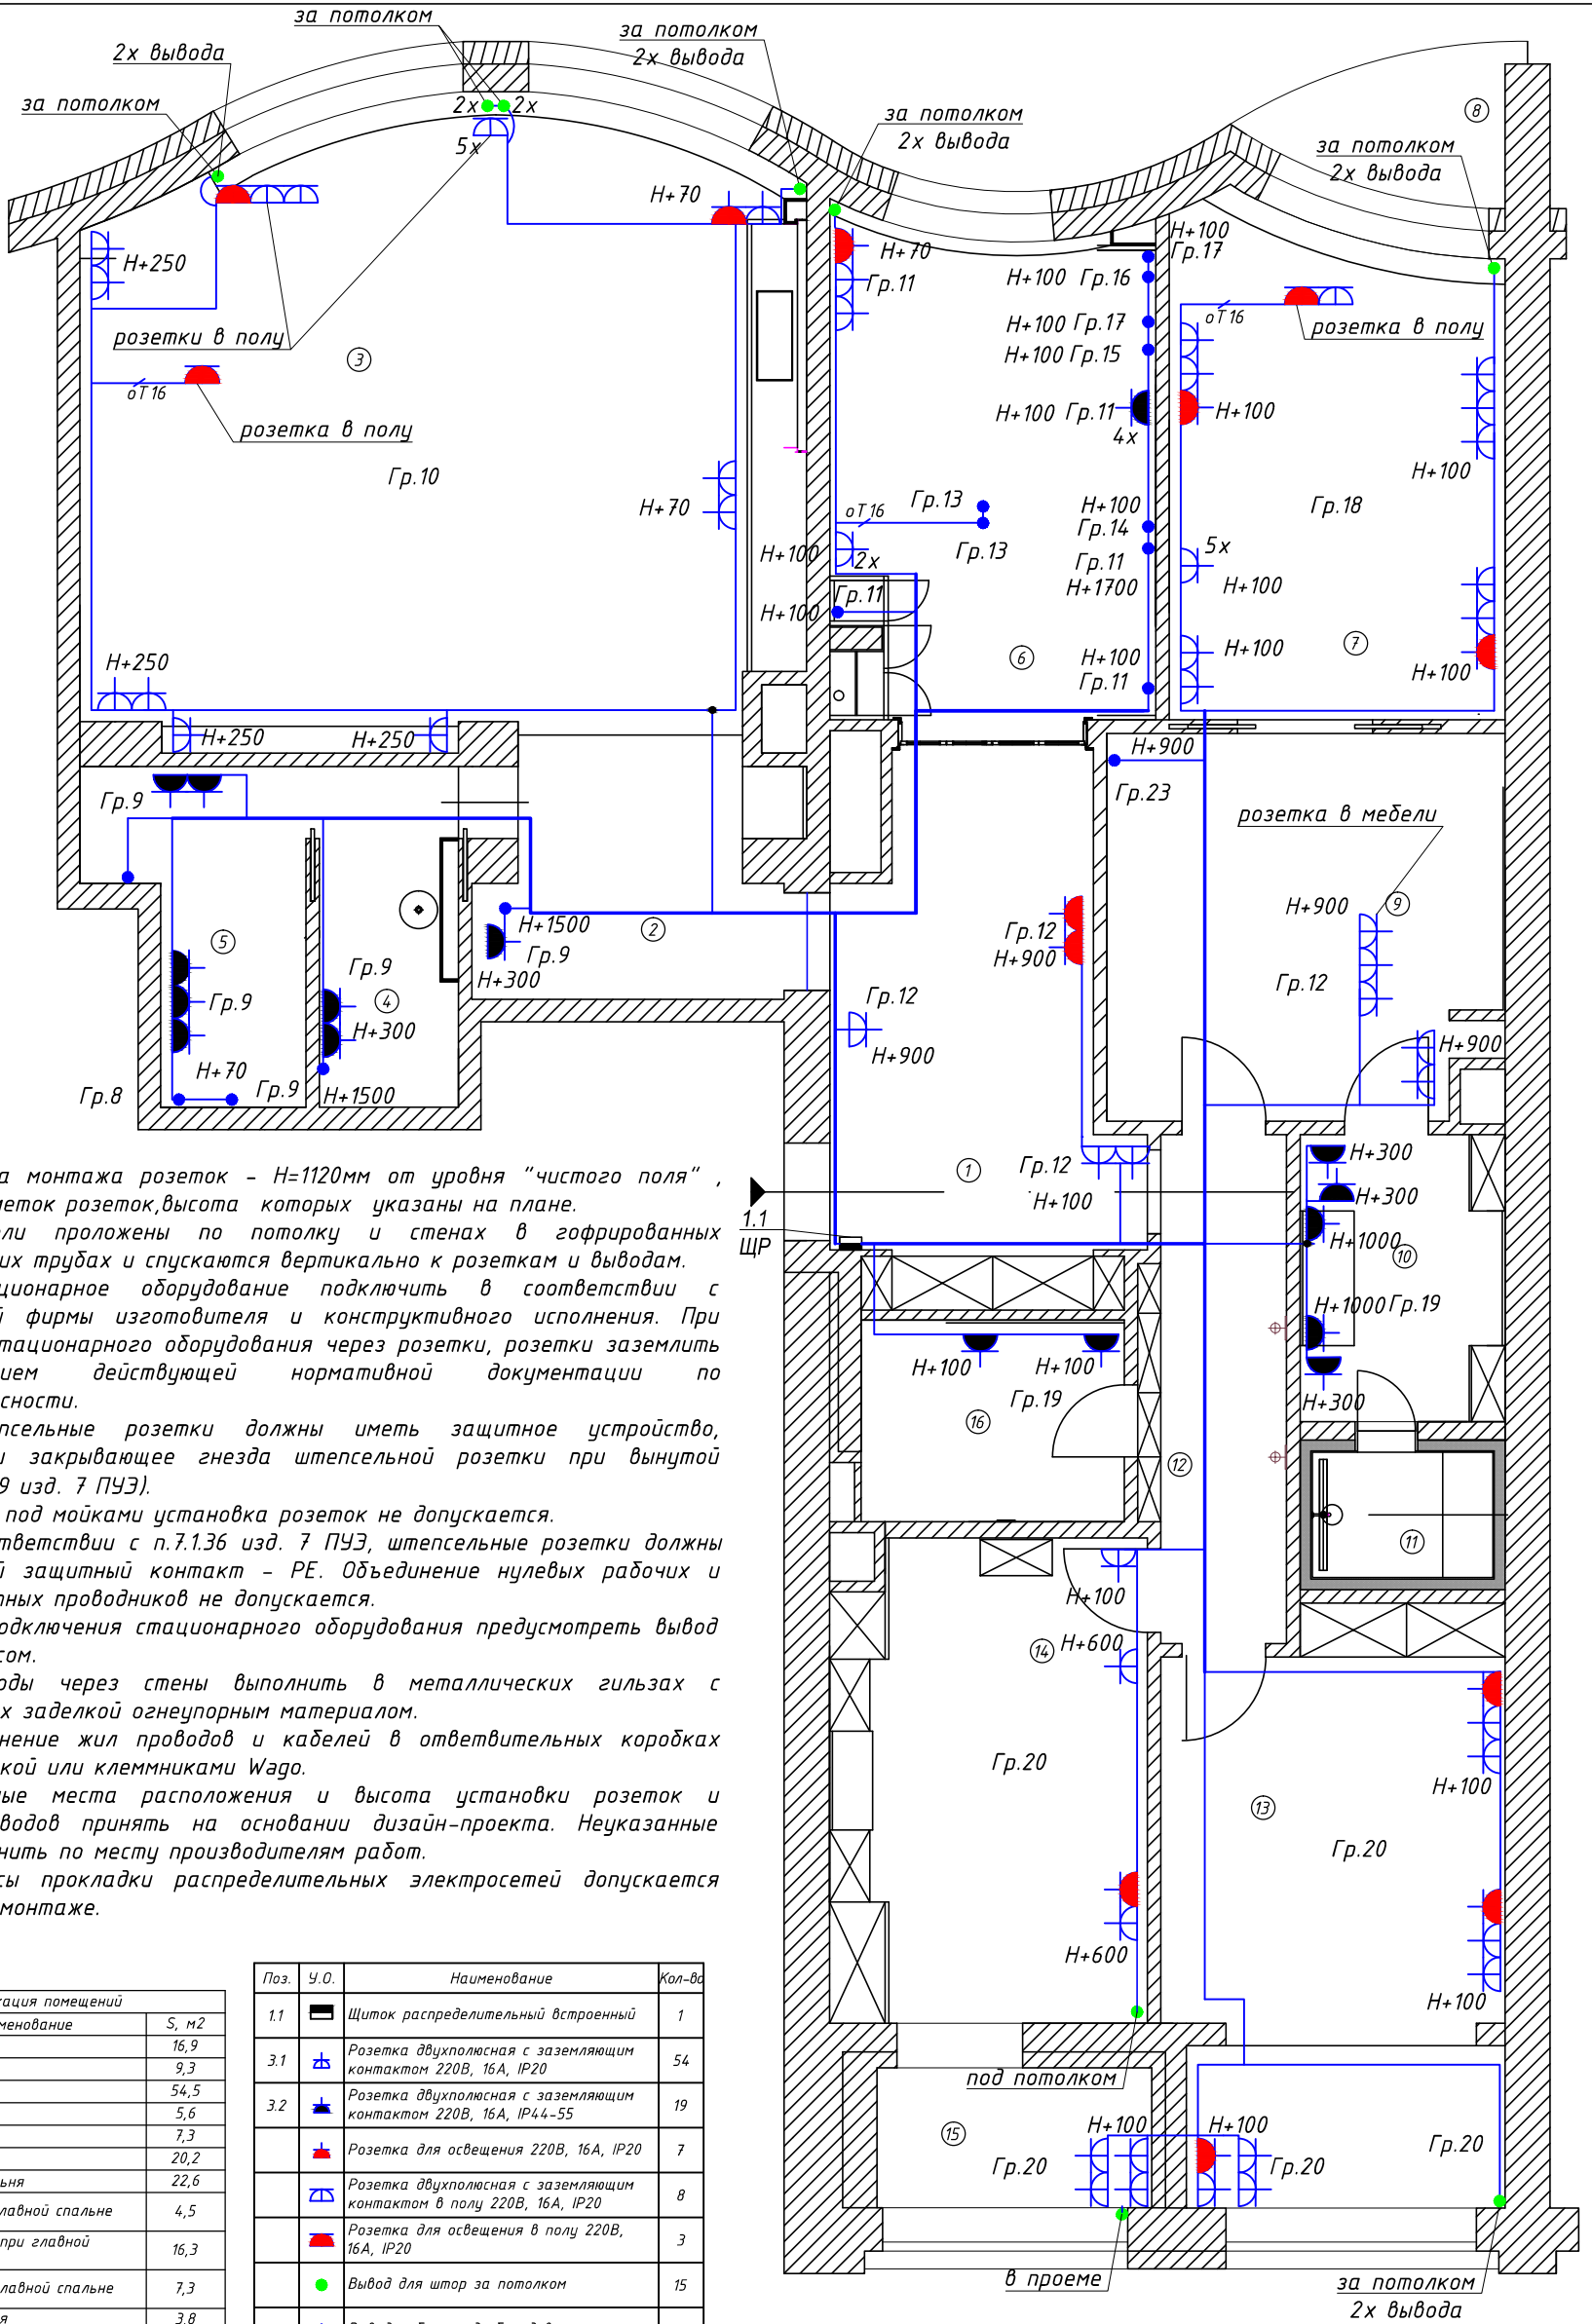 за потолком
2х вывода
за потолком
за потолком
2х вывода
2х
2х
5х
за потолком
2х вывода
за потолком
2х вывода
8
Н+70
Н+250
розетки в полу
3
оТ16
розетка в полу
Гр.10
Н+70
Н+250
Н+250
Н+250
Н+70
Гр.11
Н+100
Гр.17
Н+100 Гр.16
Н+100 Гр.17
Н+100 Гр.15
Н+100 Гр.11
4х
оТ16
Гр.13
Гр.13
Н+100
Гр.14
Гр.11
Н+1700
Н+100
2х
Гр.11
Н+100
6
Н+100
Гр.11
оТ16
розетка в полу
Н+100
Н+100
Гр.18
5х
Н+100
Н+100
7
Н+100
Гр.9
Н+900
Гр.23
розетка в мебели
Н+900
9
Гр.12
Н+900
5
Гр.9
Гр.9
4
Н+300
Н+70
Гр.8
Гр.9
Н+1500
Н+1500
Гр.9
Н+300
2
Гр.12
Н+900
Гр.12
Н+900
1
Гр.12
Н+100
1.1
ЩР
Н+300
Н+300
Н+1000
10
Н+1000
Гр.19
Н+300
Н+100
Н+100
Гр.19
16
12
11
Н+100
14
Н+600
Гр.20
Н+600
13
Н+100
Гр.20
Н+100
под потолком
15
Н+100
Гр.20
Н+100
Гр.20
Гр.20
в проеме
за потолком
2х вывода
а монтажа розеток - Н=1120мм от уровня "чистого поля" ,
меток розеток,высота которых указаны на плане.
ли проложены по потолку и стенах в гофрированных
их трубах и спускаются вертикально к розеткам и выводам.
ционарное оборудование подключить в соответствии с
й фирмы изготовителя и конструктивного исполнения. При
тационарного оборудования через розетки, розетки заземлить
ием действующей нормативной документации по
сности.
псельные розетки должны иметь защитное устройство,
и закрывающее гнезда штепсельной розетки при вынутой
9 изд. 7 ПУЭ).
под мойками установка розеток не допускается.
тветствии с п.7.1.36 изд. 7 ПУЭ, штепсельные розетки должны
й защитный контакт - РЕ. Объединение нулевых рабочих и
тных проводников не допускается.
одключения стационарного оборудования предусмотреть вывод
сом.
оды через стены выполнить в металлических гильзах с
х заделкой огнеупорным материалом.
нение жил проводов и кабелей в ответвительных коробках
кой или клеммниками Wago.
ные места расположения и высота установки розеток и
водов принять на основании дизайн-проекта. Неуказанные
нить по месту производителям работ.
сы прокладки распределительных электросетей допускается
монтаже.
кация помещений
менование S, м2
16,9
9,3
54,5
5,6
7,3
20,2
ьня 22,6
лавной спальне 4,5
при главной 16,3
лавной спальне 7,3
я 3,8
Поз. У.О. Наименование Кол-во
1.1 Щиток распределительный встроенный 1
3.1 Розетка двухполюсная с заземляющим
контактом 220В, 16А, IP20 54
3.2 Розетка двухполюсная с заземляющим
контактом 220В, 16А, IP44-55 19
Розетка для освещения 220В, 16А, IP20 7
Розетка двухполюсная с заземляющим
контактом в полу 220В, 16А, IP20 8
Розетка для освещения в полу 220В,
16А, IP20 3
Вывод для штор за потолком 15